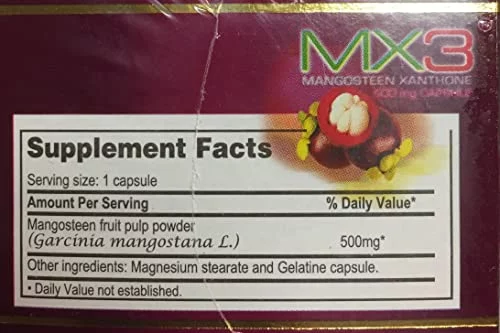 MX3
MANGOSTEEN XANTHONE
500 mg CAPSULE
Supplement Facts
Serving size: 1 capsule
Amount Per Serving % Daily Value*
Mangosteen fruit pulp powder
(Garcinia mangostana L.) 500mg*
Other ingredients: Magnesium stearate and Gelatine capsule.
* Daily Value not established.